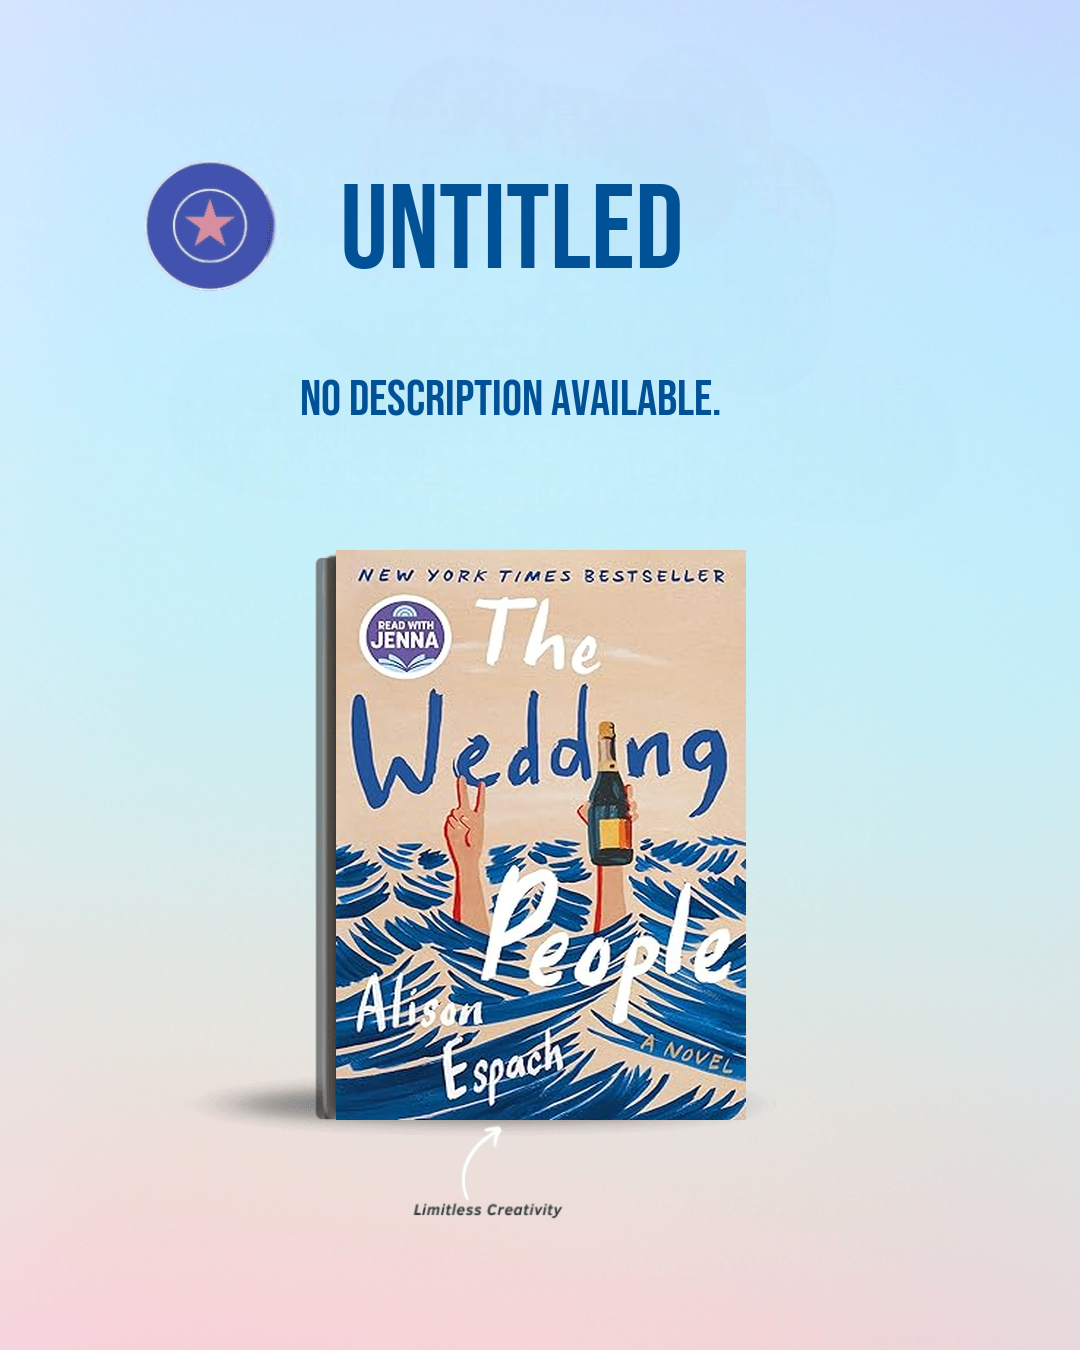 UNTITLED
NO DESCRIPTION AVAILABLE.
NEW YORK TIMES BESTSELLER
READ WITH
JENNA
The
Wedding
People
Alison
Espach
A NOVEL
Limitless Creativity